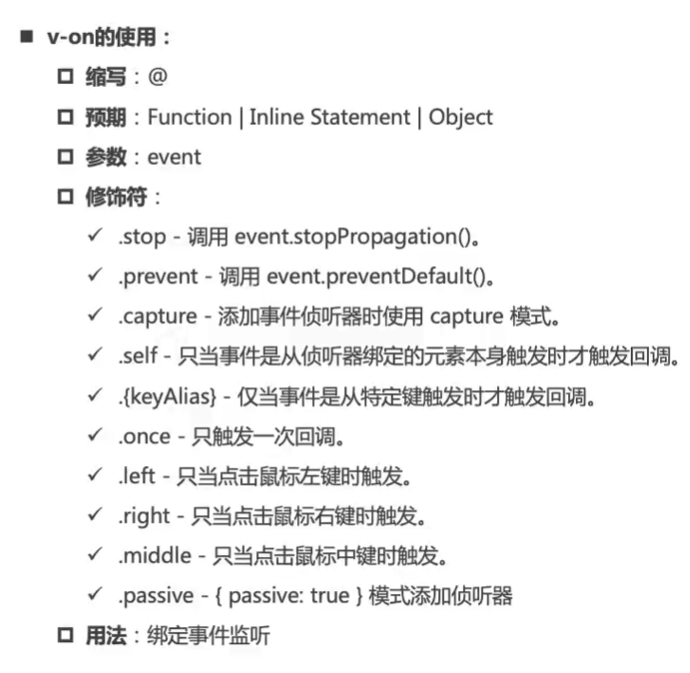 v-on的使用：
缩写：@
预期：Function | Inline Statement | Object
参数：event
修饰符：
.stop - 调用 event.stopPropagation()。
.prevent - 调用 event.preventDefault()。
.capture - 添加事件侦听器时使用 capture 模式。
.self - 只当事件是从侦听器绑定的元素本身触发时才触发回调。
.{keyAlias} - 仅当事件是从特定键触发时才触发回调。
.once - 只触发一次回调。
.left - 只当点击鼠标左键时触发。
.right - 只当点击鼠标右键时触发。
.middle - 只当点击鼠标中键时触发。
.passive - { passive: true } 模式添加侦听器
用法：绑定事件监听